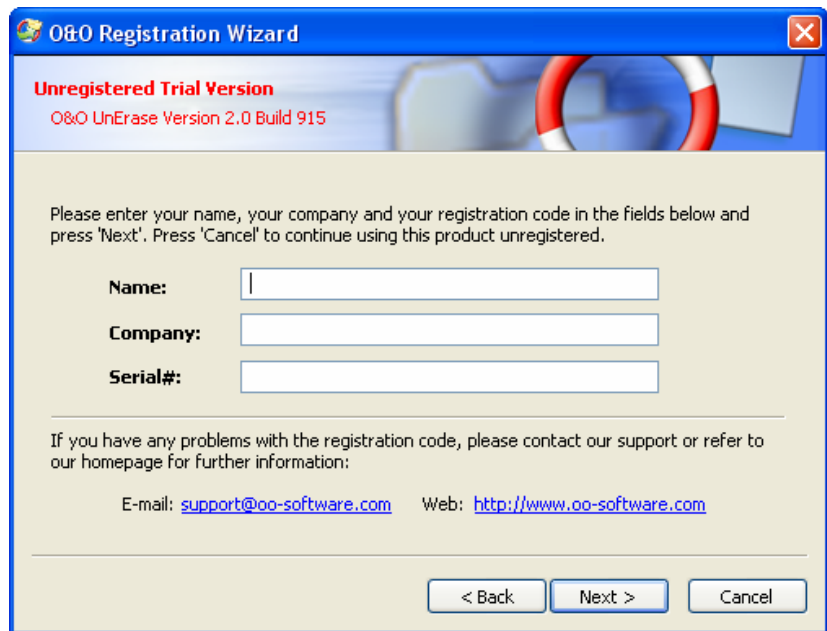 O&O Registration Wizard
Unregistered Trial Version
O&O UnErase Version 2.0 Build 915
Please enter your name, your company and your registration code in the fields below and
press 'Next'. Press 'Cancel' to continue using this product unregistered.
Name:
Company:
Serial#:
If you have any problems with the registration code, please contact our support or refer to
our homepage for further information:
E-mail: support@oo-software.com Web: http://www.oo-software.com
< Back Next > Cancel